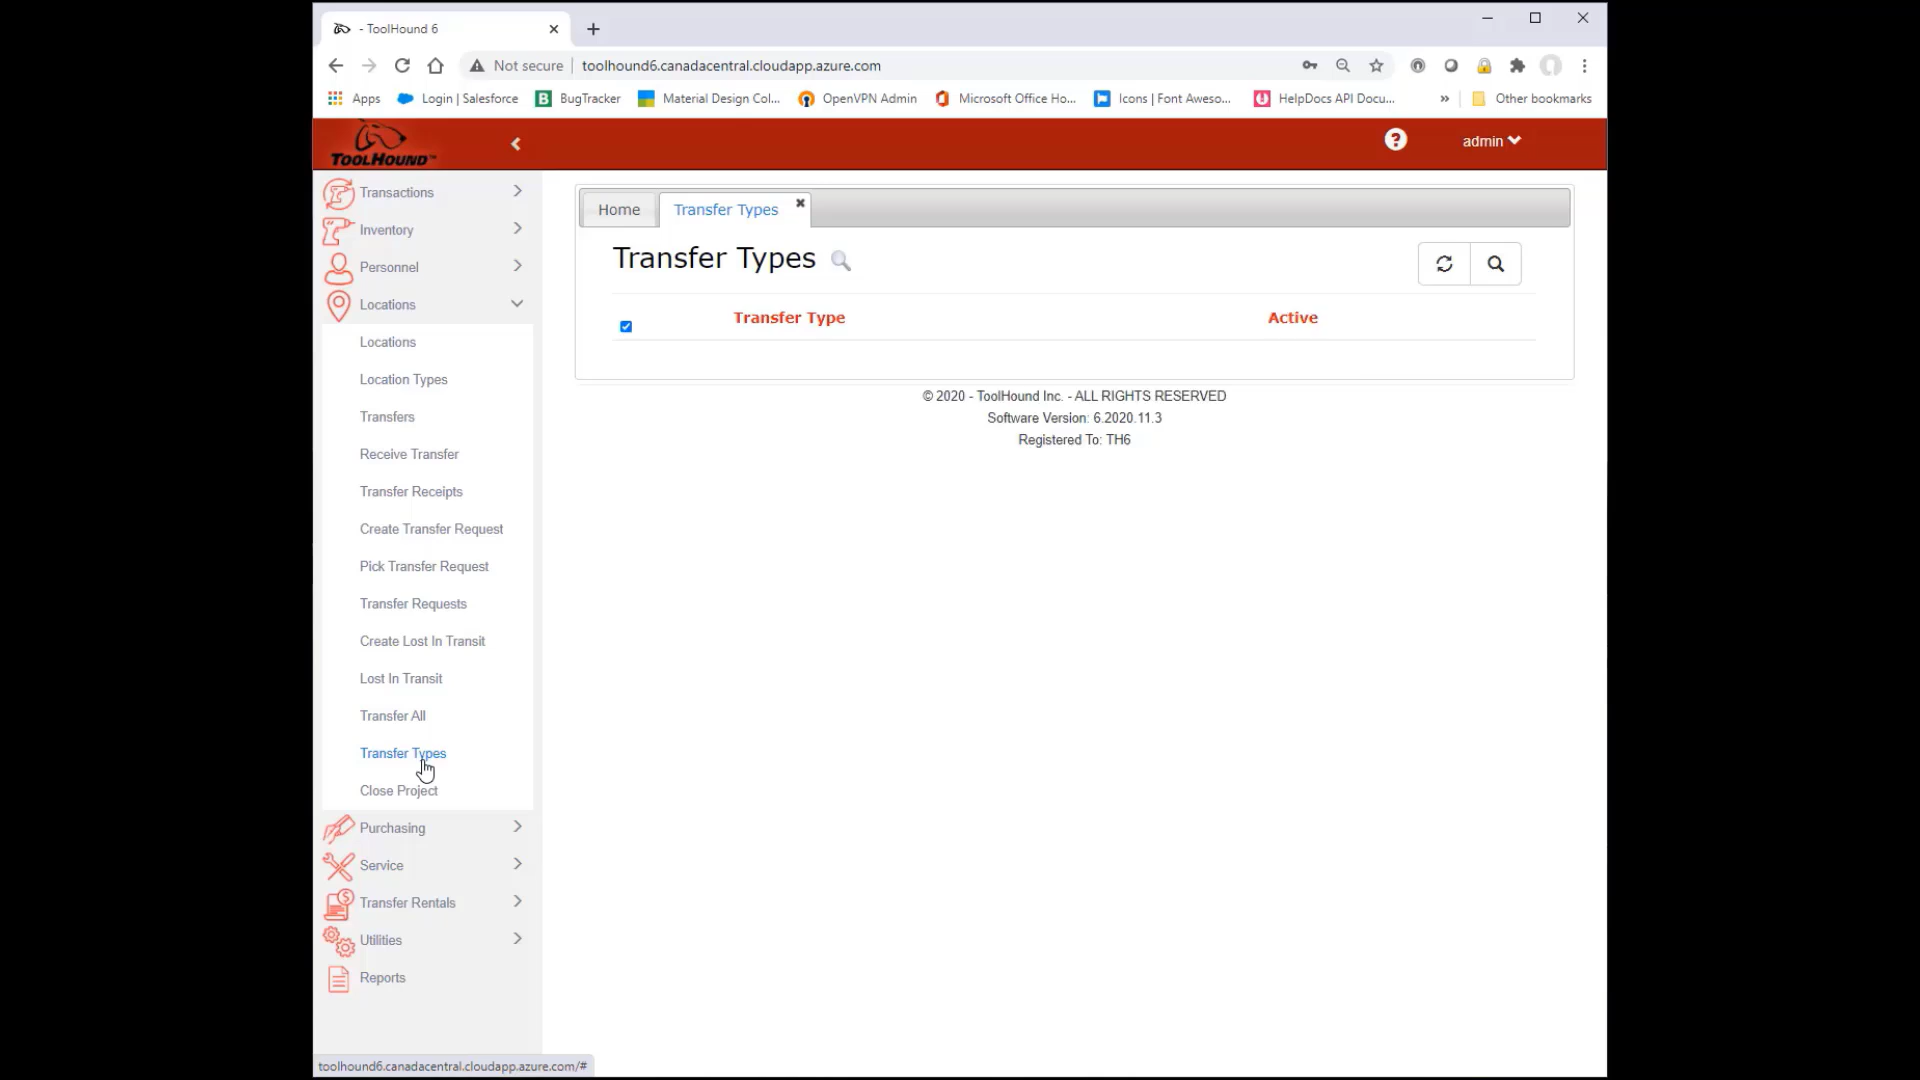 - ToolHound 6
Not secure
toolhound6.canadacentral.cloudapp.azure.com
Apps
Login | Salesforce
BugTracker
Material Design Col...
OpenVPN Admin
Microsoft Office Ho...
Icons | Font Aweso...
HelpDocs API Docu...
»
Other bookmarks
TOOLHOUND™
?
admin
Transactions
Inventory
Personnel
Locations
Locations
Location Types
Transfers
Receive Transfer
Transfer Receipts
Create Transfer Request
Pick Transfer Request
Transfer Requests
Create Lost In Transit
Lost In Transit
Transfer All
Transfer Types
Close Project
Purchasing
Service
Transfer Rentals
Utilities
Reports
Home
Transfer Types
Transfer Types
Transfer Type
Active
© 2020 - ToolHound Inc. - ALL RIGHTS RESERVED
Software Version: 6.2020.11.3
Registered To: TH6
toolhound6.canadacentral.cloudapp.azure.com/#